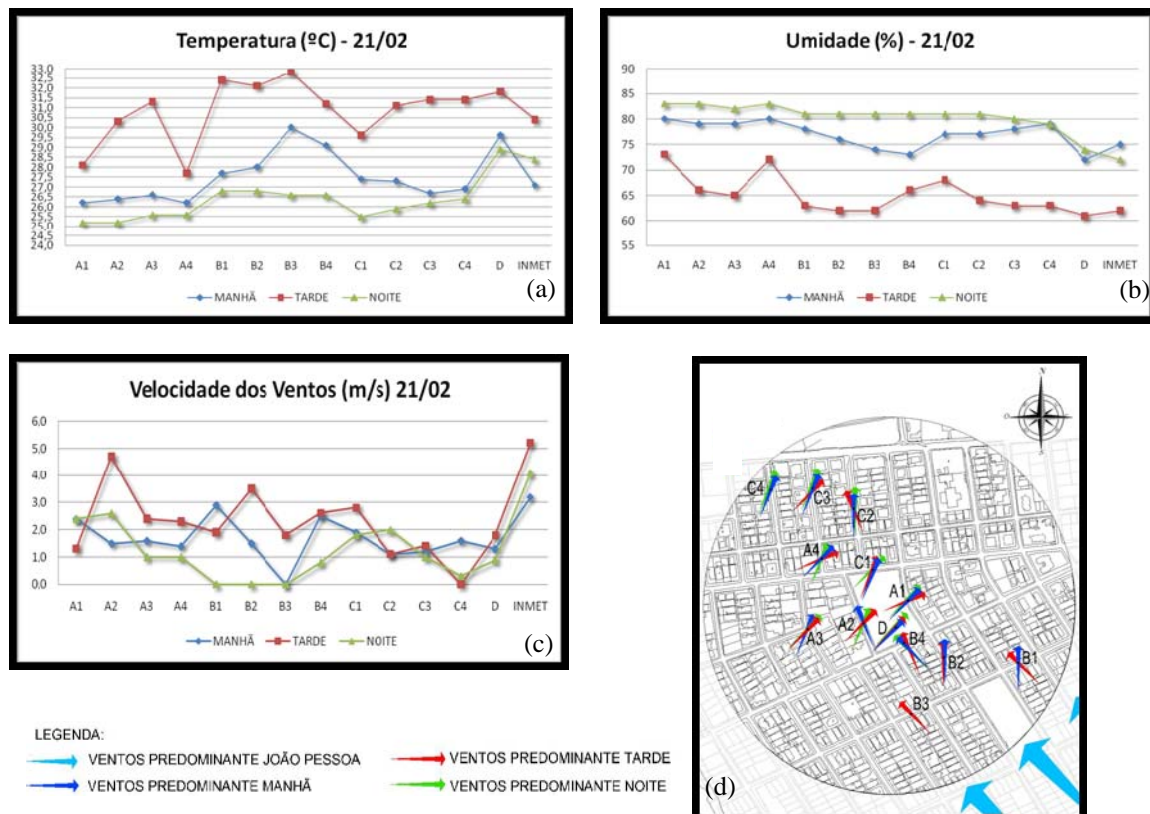 Temperatura (ºC) - 21/02
33,0
32,5
32,0
31,5
31,0
30,5
30,0
29,5
29,0
28,5
28,0
27,5
27,0
26,5
26,0
25,5
25,0
24,5
24,0
A1 A2 A3 A4 B1 B2 B3 B4 C1 C2 C3 C4 D INMET
MANHÃ TARDE NOITE
(a)
Umidade (%) - 21/02
90
85
80
75
70
65
60
55
A1 A2 A3 A4 B1 B2 B3 B4 C1 C2 C3 C4 D INMET
MANHÃ TARDE NOITE
(b)
Velocidade dos Ventos (m/s) 21/02
6,0
5,0
4,0
3,0
2,0
1,0
0,0
A1 A2 A3 A4 B1 B2 B3 B4 C1 C2 C3 C4 D INMET
MANHÃ TARDE NOITE
(c)
N
O
E
S
C4
C3
C2
A4
C1
A1
A2
D
A3
B4
B2
B1
B3
(d)
LEGENDA:
VENTOS PREDOMINANTE JOÃO PESSOA
VENTOS PREDOMINANTE TARDE
VENTOS PREDOMINANTE MANHÃ
VENTOS PREDOMINANTE NOITE